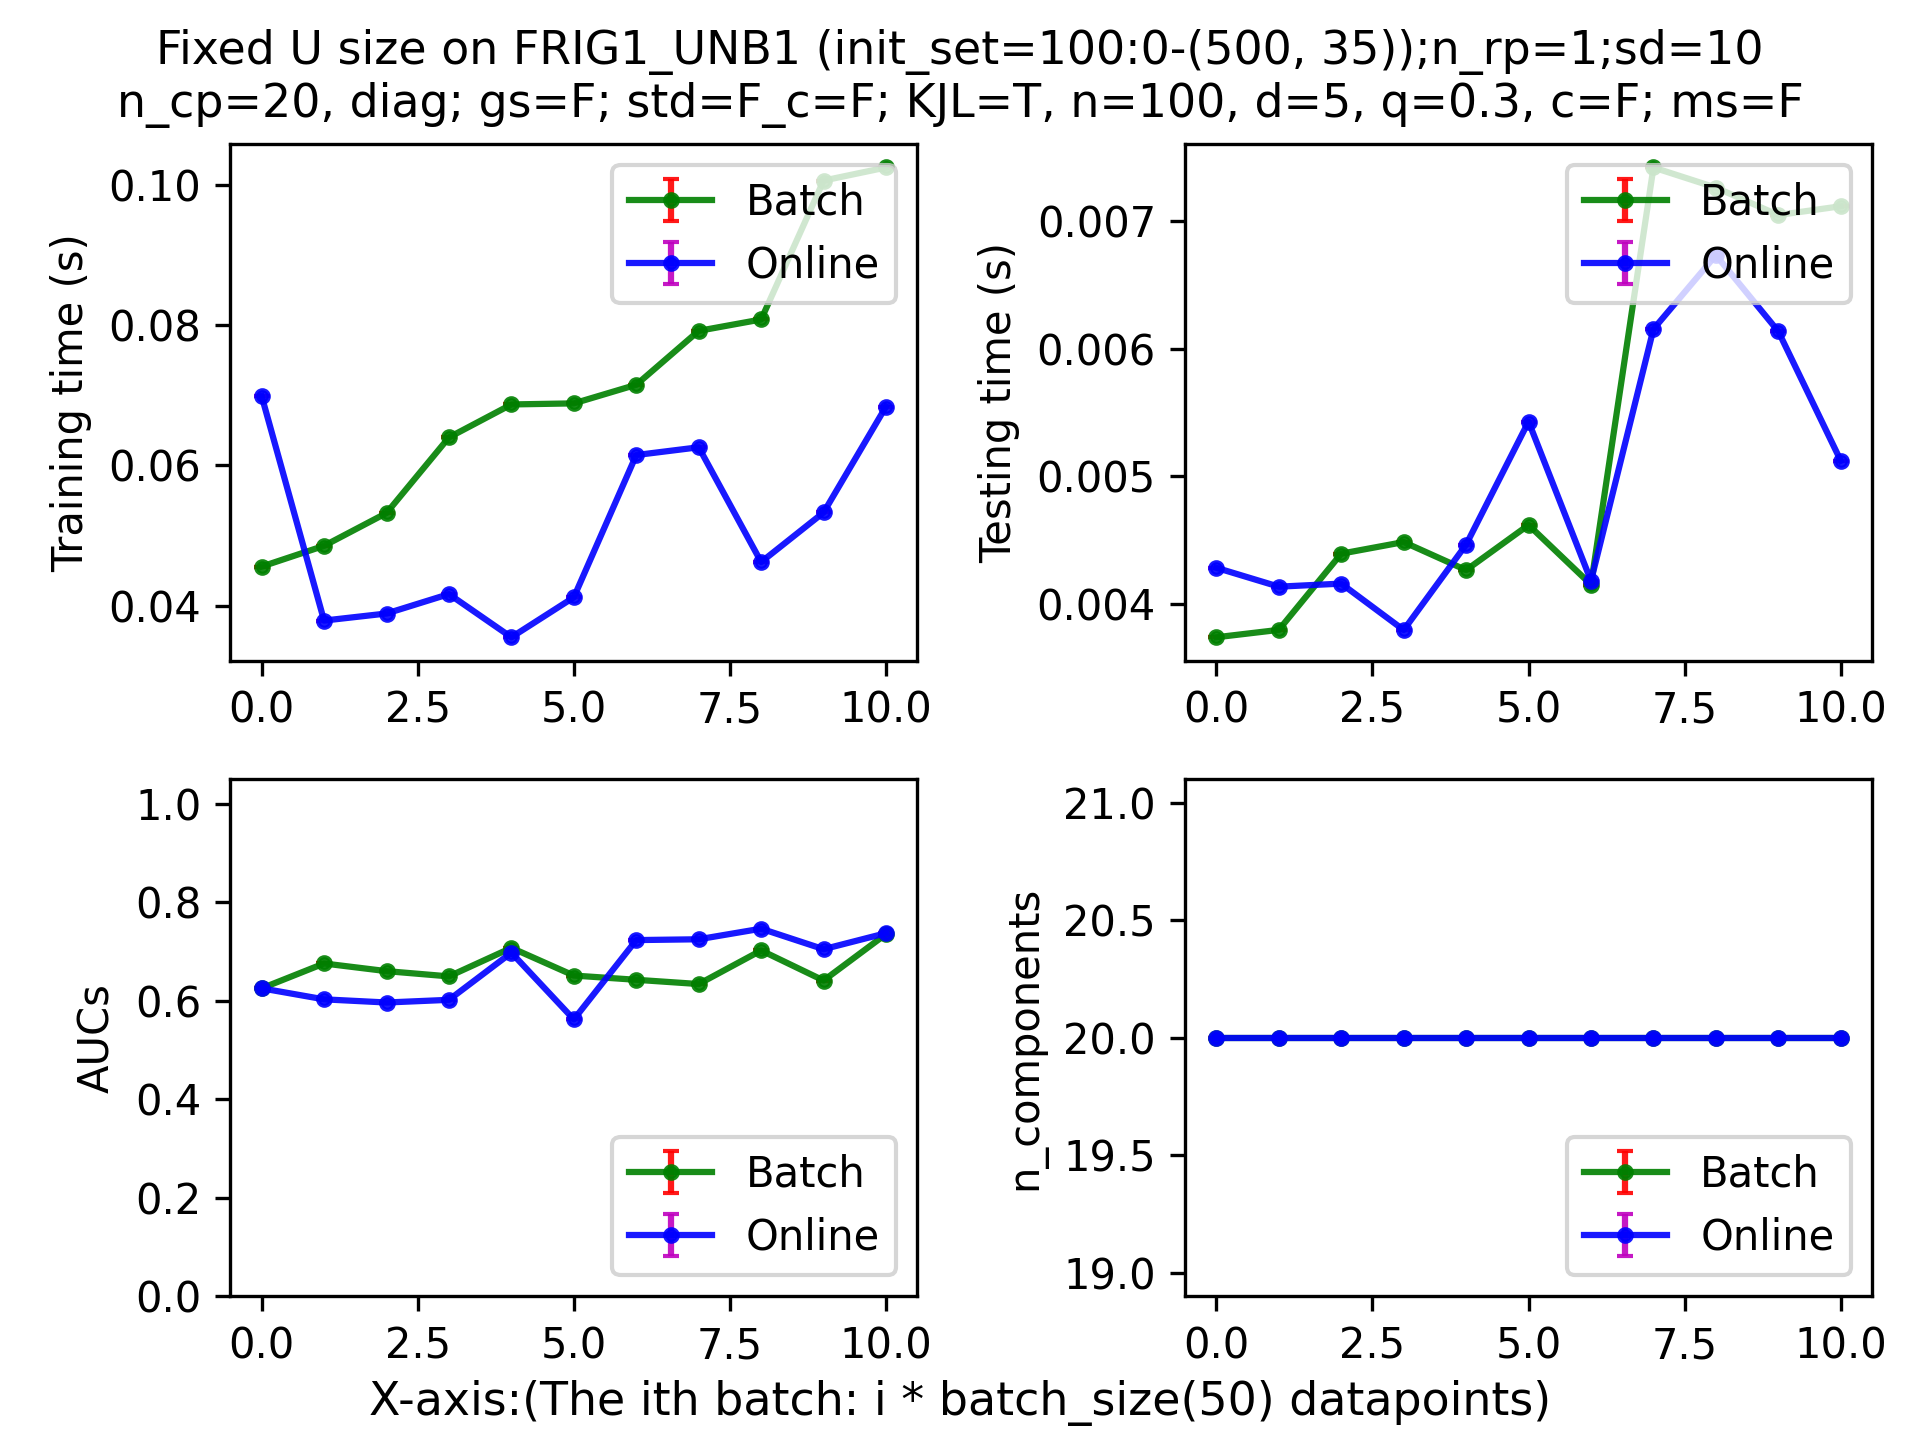 Fixed U size on FRIG1_UNB1 (init_set=100:0-(500, 35));n_rp=1;sd=10
n_cp=20, diag; gs=F; std=F_c=F; KJL=T, n=100, d=5, q=0.3, c=F; ms=F
Training time (s)
0.10
0.08
0.06
0.04
0.0
2.5
5.0
7.5
10.0
Batch
Online
Testing time (s)
0.007
0.006
0.005
0.004
0.0
2.5
5.0
7.5
10.0
Batch
Online
AUCs
1.0
0.8
0.6
0.4
0.2
0.0
0.0
2.5
5.0
7.5
10.0
Batch
Online
n_components
21.0
20.5
20.0
19.5
19.0
0.0
2.5
5.0
7.5
10.0
Batch
Online
X-axis:(The ith batch: i * batch_size(50) datapoints)